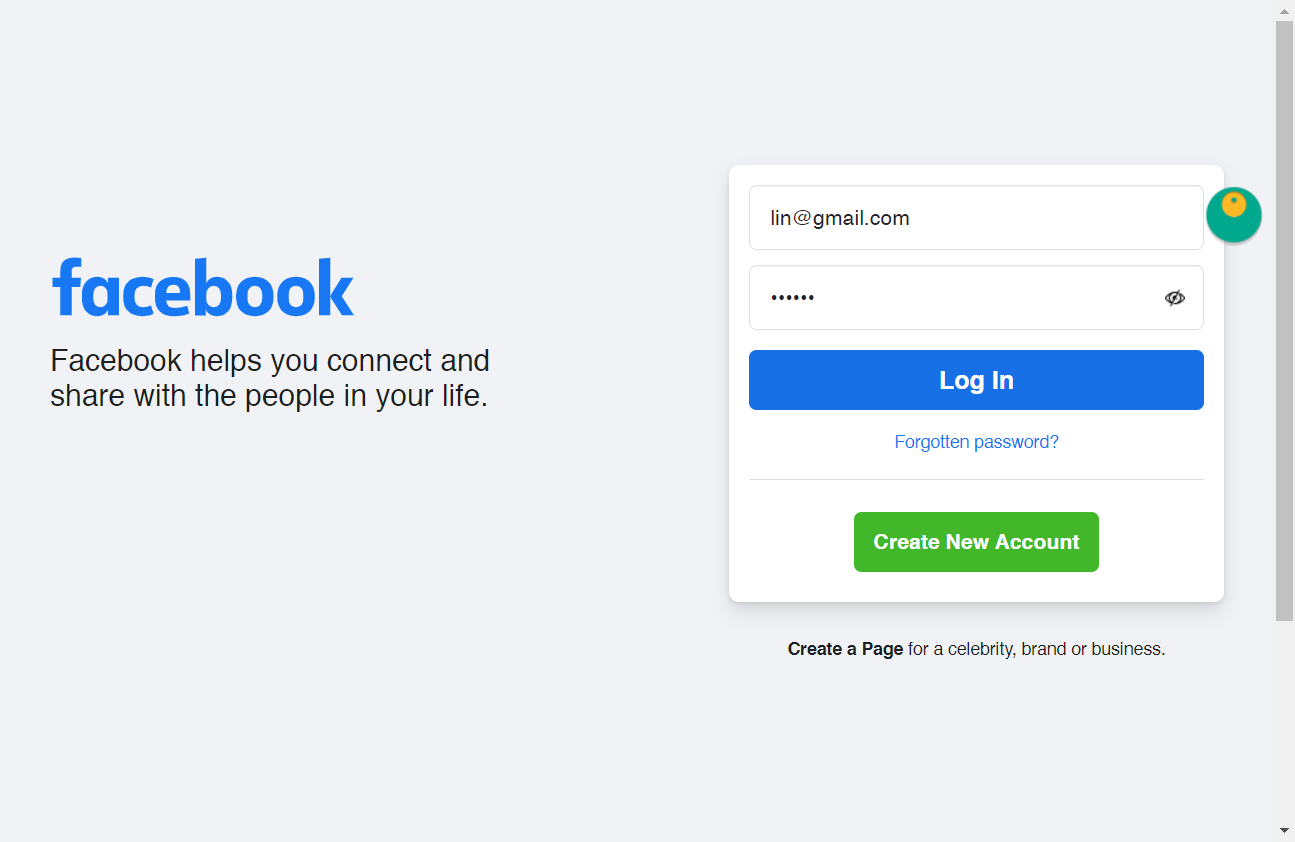 facebook
Facebook helps you connect and
share with the people in your life.
lin@gmail.com
••••••
Log In
Forgotten password?
Create New Account
Create a Page for a celebrity, brand or business.